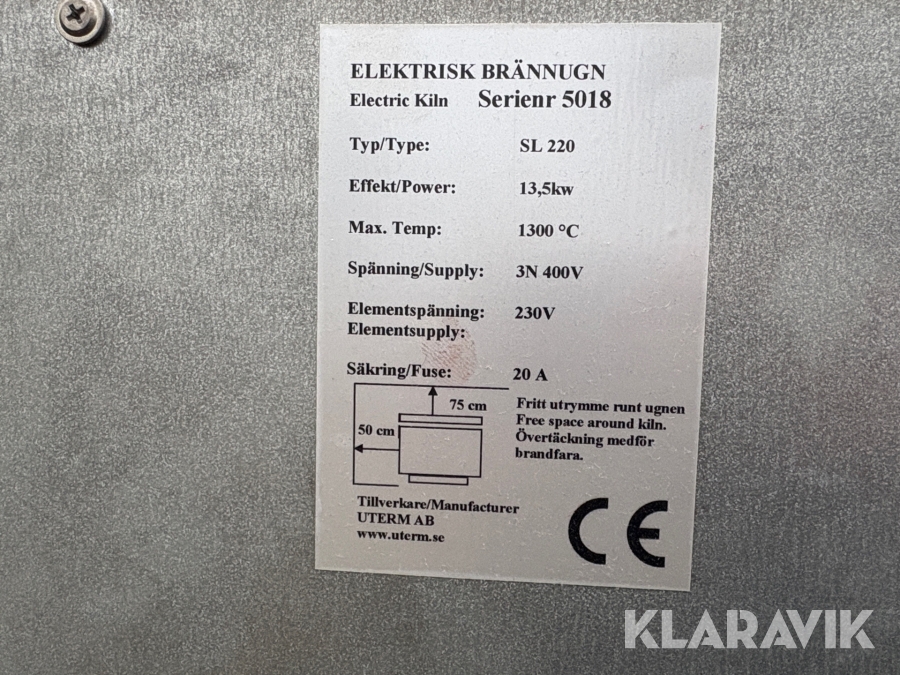 ELEKTRISK BRÄNNUGN
Electric Kiln Serienr 5018
Typ/Type: SL 220
Effekt/Power: 13,5kw
Max. Temp: 1300 °C
Spänning/Supply: 3N 400V
Elementspänning: 230V
Elementsupply:
Säkring/Fuse: 20 A
75 cm
50 cm
Fritt utrymme runt ugnen
Free space around kiln.
Övertäckning medför
brandfara.
Tillverkare/Manufacturer
UTERM AB
www.uterm.se
CE
KLARAVIK